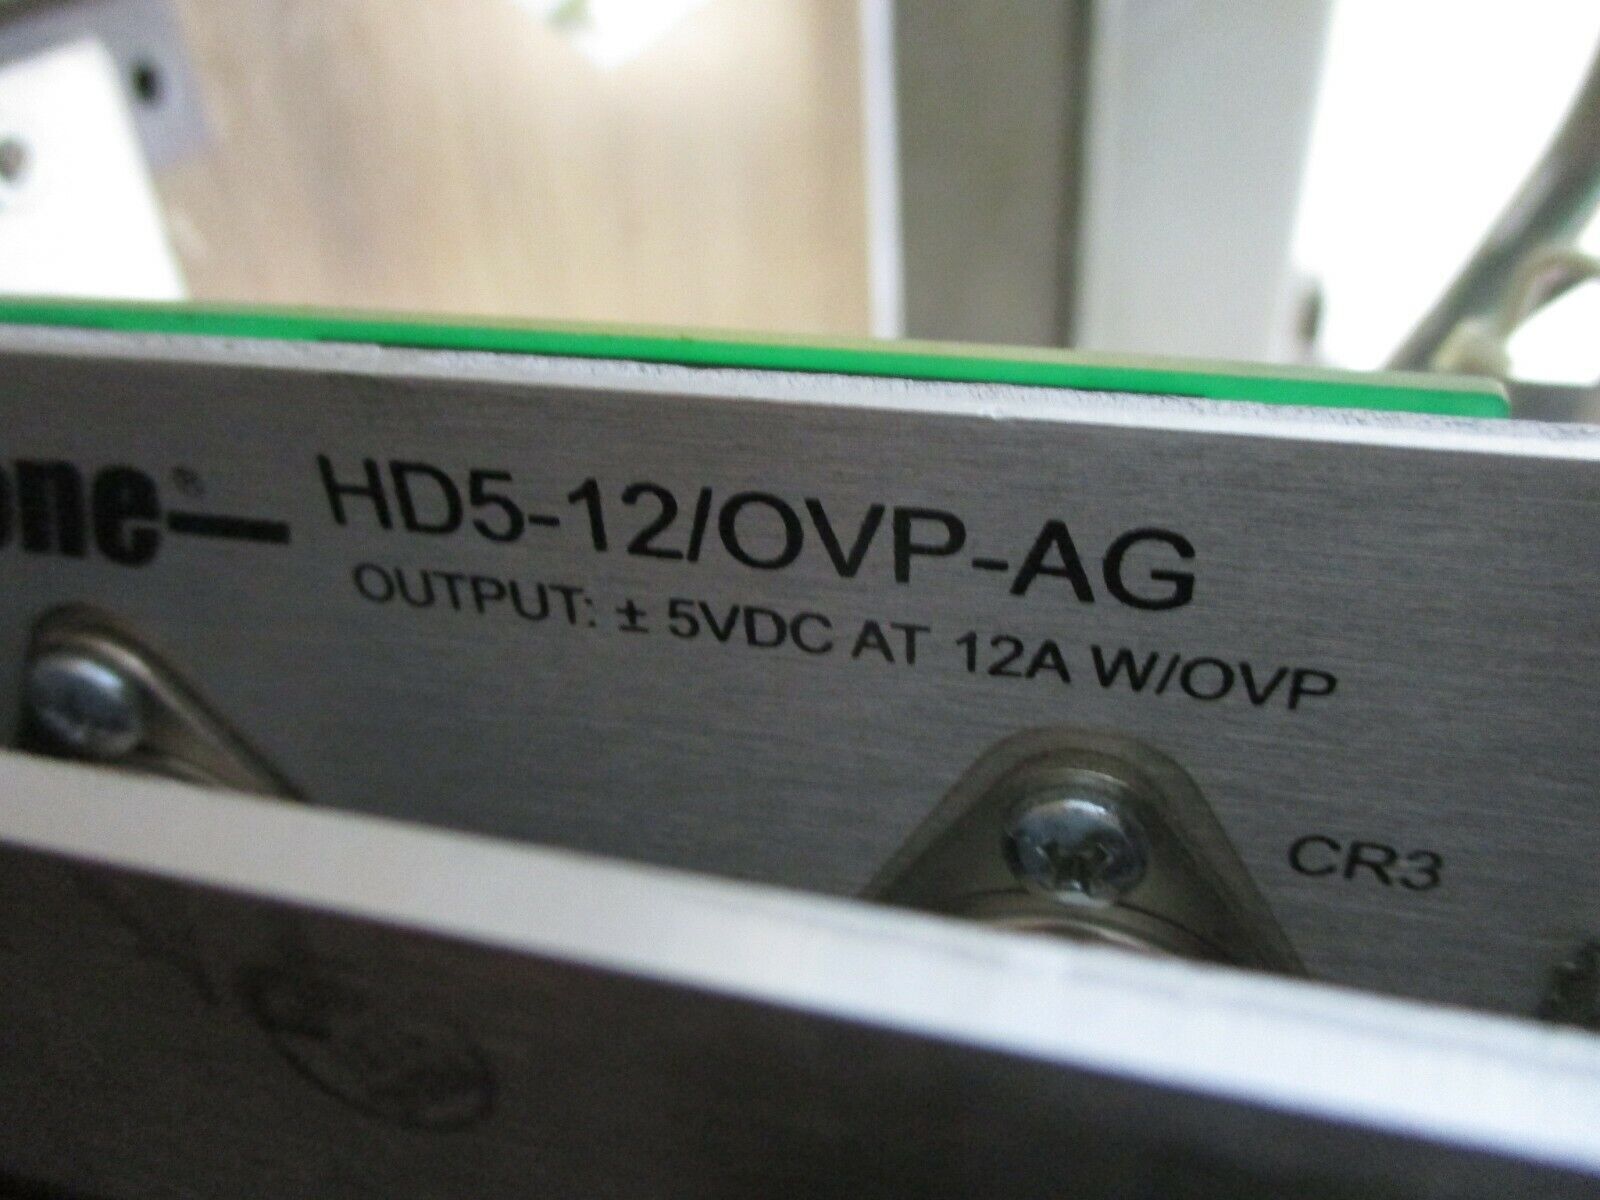 one® HD5-12/OVP-AG
OUTPUT: ± 5VDC AT 12A W/OVP
CR3